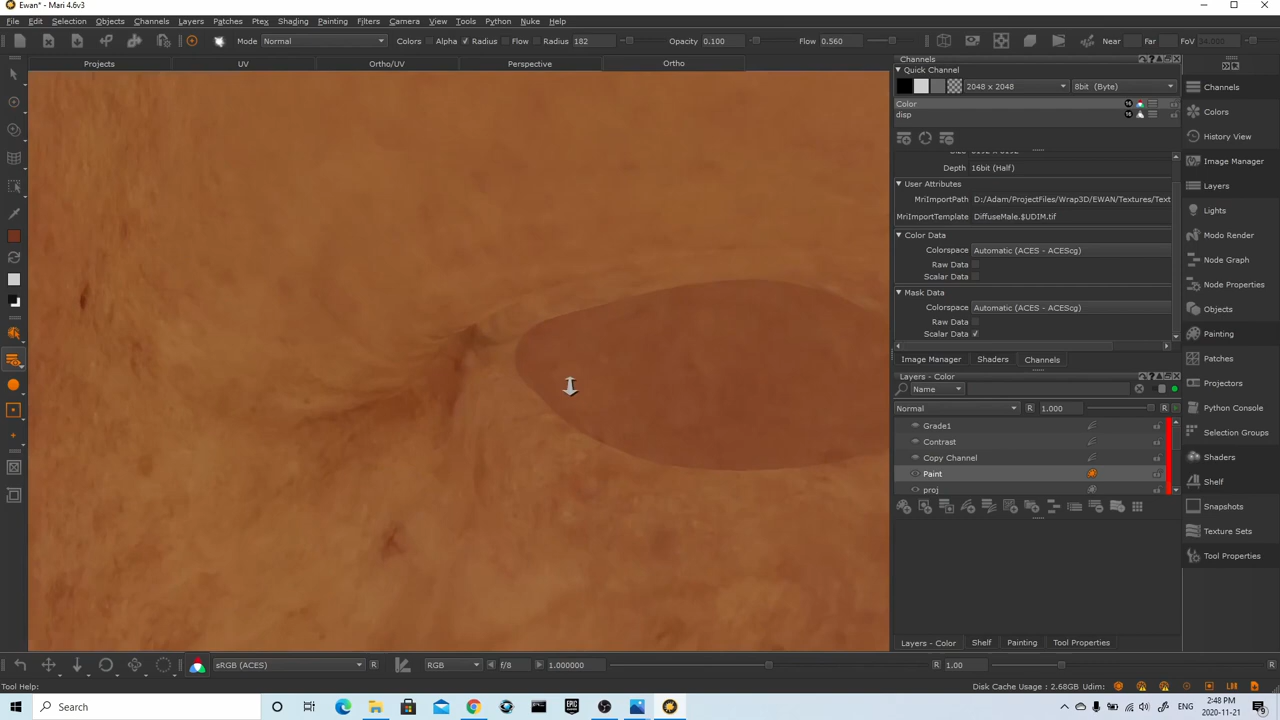 Ewan* - Mari 4.6v3
File Edit Selection Objects Channels Layers Patches Ptex Shading Painting Filters Camera View Tools Python Nuke Help
Mode Normal Colors Alpha Radius Flow Radius 182 Opacity 0.100 Flow 0.560 Near Far FoV 24.000
Projects UV Ortho/UV Perspective Ortho
Channels
Quick Channel
2048 x 2048 8bit (Byte)
Color
disp
Depth 16bit (Half)
User Attributes
MriImportPath D:/Adam/ProjectFiles/Wrap3D/EWAN/Textures/Text
MriImportTemplate DiffuseMale.$UDIM.tif
Color Data
Colorspace Automatic (ACES - ACEScg)
Raw Data
Scalar Data
Mask Data
Colorspace Automatic (ACES - ACEScg)
Raw Data
Scalar Data
Image Manager Shaders Channels
Layers - Color
Name
Normal R 1.000 R
Grade1
Contrast
Copy Channel
Paint
proj
Layers - Color Shelf Painting Tool Properties
Channels
Colors
History View
Image Manager
Layers
Lights
Modo Render
Node Graph
Node Properties
Objects
Painting
Patches
Projectors
Python Console
Selection Groups
Shaders
Shelf
Snapshots
Texture Sets
Tool Properties
sRGB (ACES) R RGB f/8 1.000000 R 1.00 R
Tool Help: Disk Cache Usage : 2.68GB Udim:
Search
EPIC
ENG 2:48 PM
2020-11-21